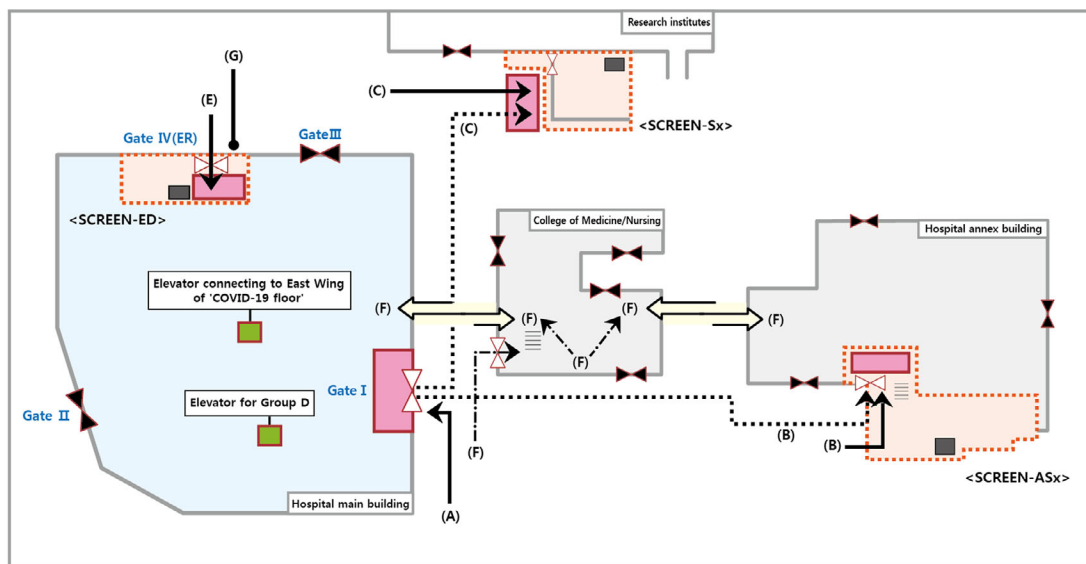 Research institutes
(G)
(E)
(C)
(C)
<SCREEN-Sx>
Gate IV(ER)
GateⅢ
<SCREEN-ED>
College of Medicine/Nursing
Hospital annex building
Elevator connecting to East Wing
of 'COVID-19 floor'
(F)
(F)
(F)
(F)
(F)
Gate I
Elevator for Group D
Gate Ⅱ
(F)
(B)
(B)
<SCREEN-ASx>
Hospital main building
(A)